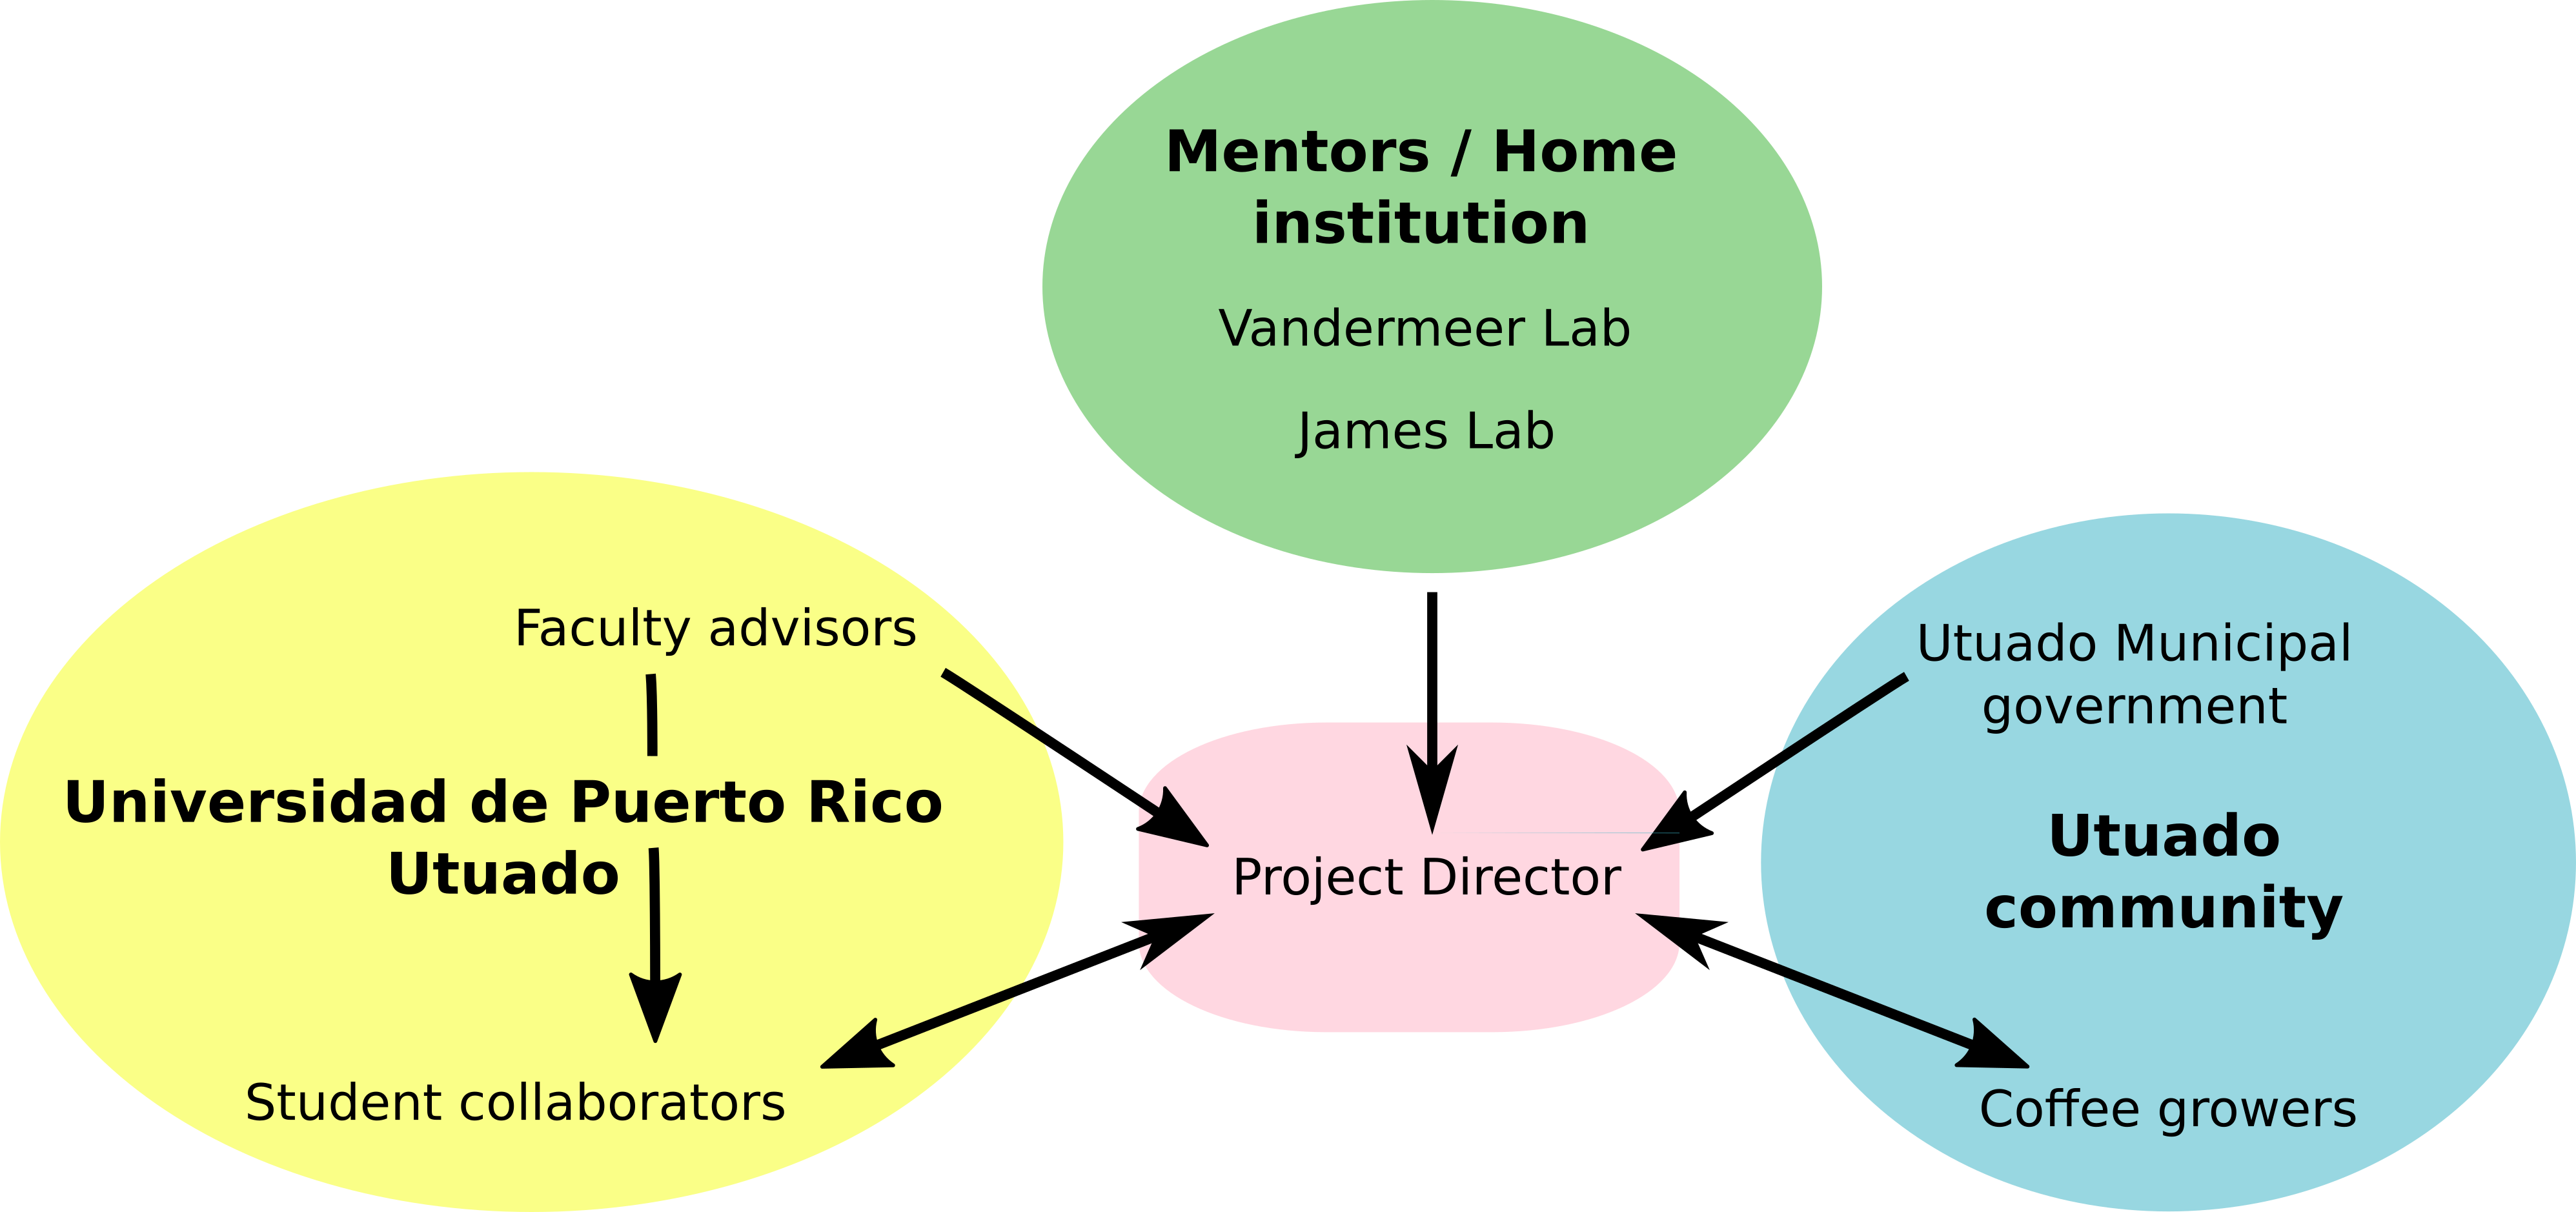 Mentors / Home
institution
Vandermeer Lab
James Lab
Faculty advisors
Universidad de Puerto Rico
Utuado
Student collaborators
Project Director
Utuado Municipal
government
Utuado
community
Coffee growers